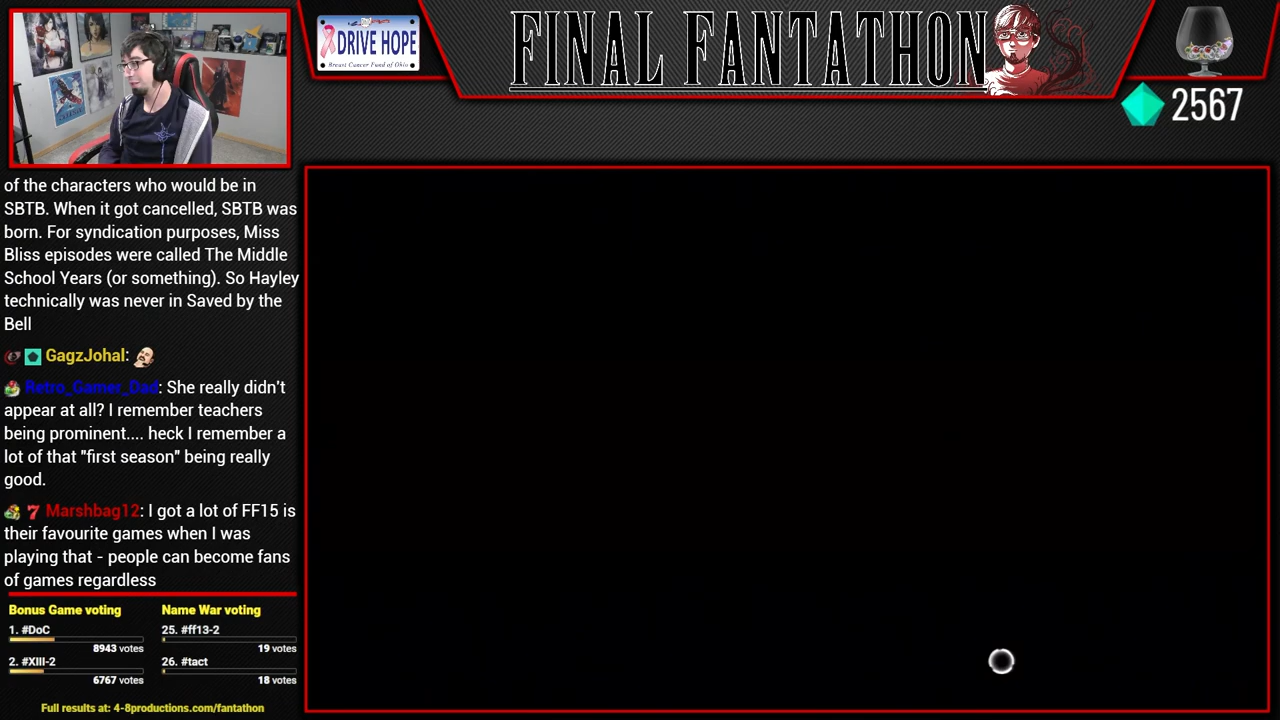 DRIVE HOPE
Breast Cancer Fund of Ohio
FINAL FANTATHON
2567
of the characters who would be in
SBTB. When it got cancelled, SBTB was
born. For syndication purposes, Miss
Bliss episodes were called The Middle
School Years (or something). So Hayley
technically was never in Saved by the
Bell
GagzJohal:
Retro_Gamer_Dad: She really didn't
appear at all? I remember teachers
being prominent.... heck I remember a
lot of that "first season" being really
good.
7 Marshbag12: I got a lot of FF15 is
their favourite games when I was
playing that - people can become fans
of games regardless
Bonus Game voting
1. #DoC
8943 votes
2. #XIII-2
6767 votes
Name War voting
25. #ff13-2
19 votes
26. #tact
18 votes
Full results at: 4-8productions.com/fantathon